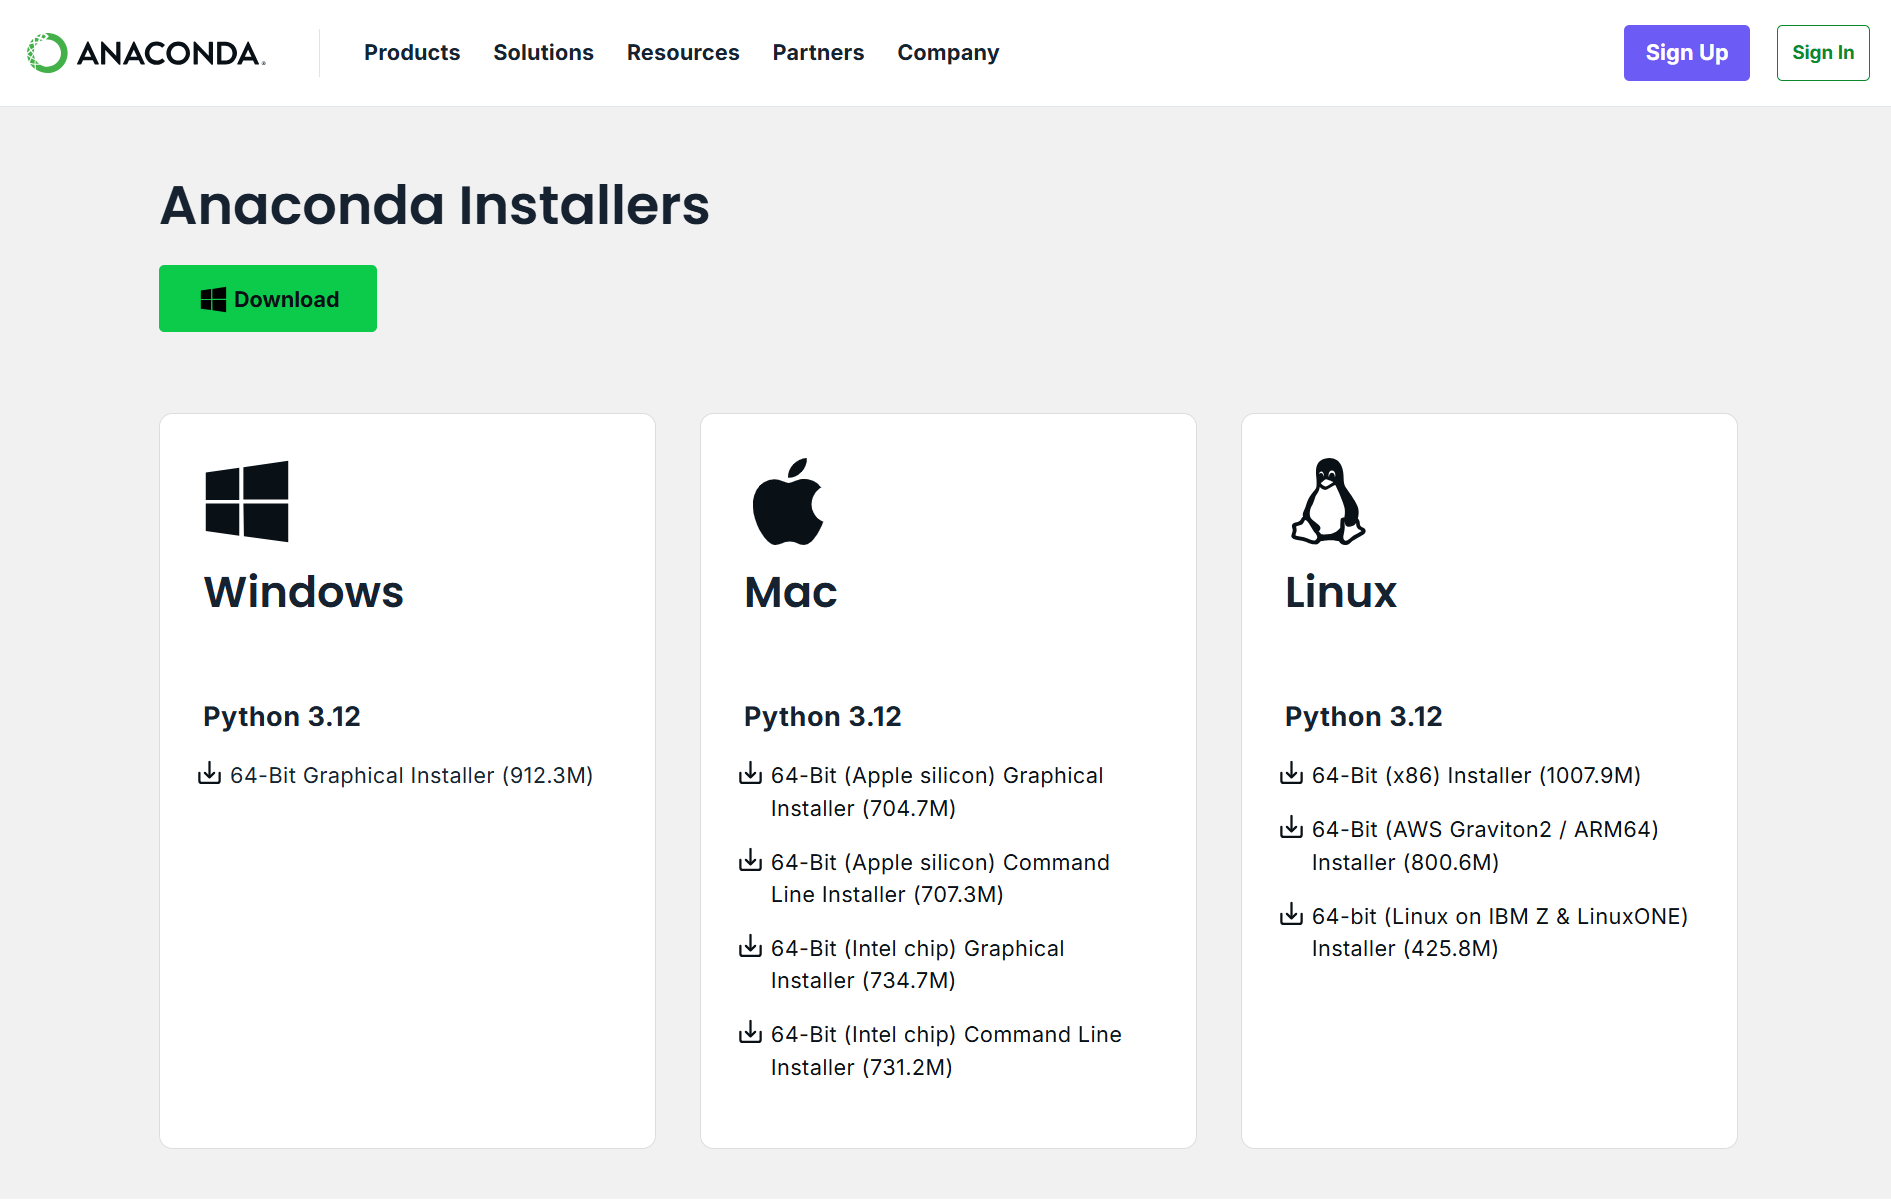 ANACONDA.
Products
Solutions
Resources
Partners
Company
Sign Up
Sign In
Anaconda Installers
Download
Windows
Python 3.12
64-Bit Graphical Installer (912.3M)
Mac
Python 3.12
64-Bit (Apple silicon) Graphical
Installer (704.7M)
64-Bit (Apple silicon) Command
Line Installer (707.3M)
64-Bit (Intel chip) Graphical
Installer (734.7M)
64-Bit (Intel chip) Command Line
Installer (731.2M)
Linux
Python 3.12
64-Bit (x86) Installer (1007.9M)
64-Bit (AWS Graviton2 / ARM64)
Installer (800.6M)
64-bit (Linux on IBM Z & LinuxONE)
Installer (425.8M)